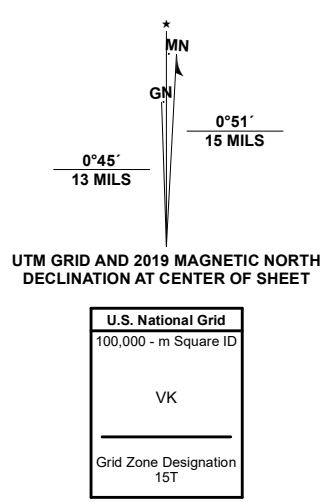 ★
MN
GN
0°51´
15 MILS
0°45´
13 MILS
UTM GRID AND 2019 MAGNETIC NORTH
DECLINATION AT CENTER OF SHEET
U.S. National Grid
100,000 - m Square ID
VK
Grid Zone Designation
15T